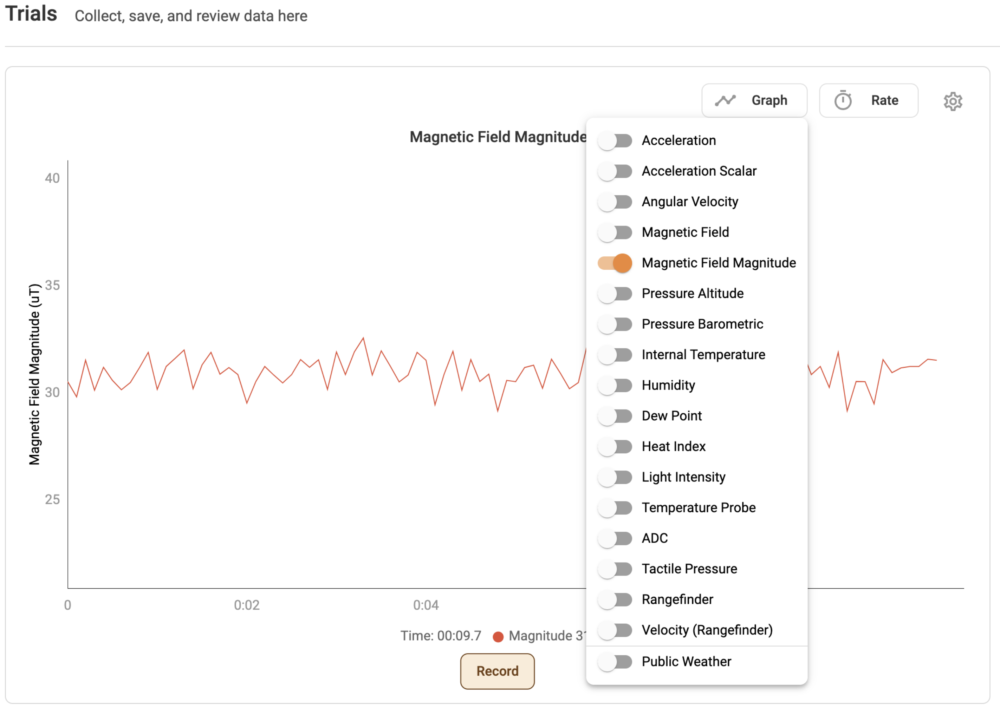 Trials Collect, save, and review data here
Graph
Rate
Magnetic Field Magnitude
Acceleration
Acceleration Scalar
Angular Velocity
Magnetic Field
Magnetic Field Magnitude
Pressure Altitude
Pressure Barometric
Internal Temperature
Humidity
Dew Point
Heat Index
Light Intensity
Temperature Probe
ADC
Tactile Pressure
Rangefinder
Velocity (Rangefinder)
Public Weather
Magnetic Field Magnitude (uT)
40
35
30
25
0 0:02 0:04
Time: 00:09.7 Magnitude 31
Record